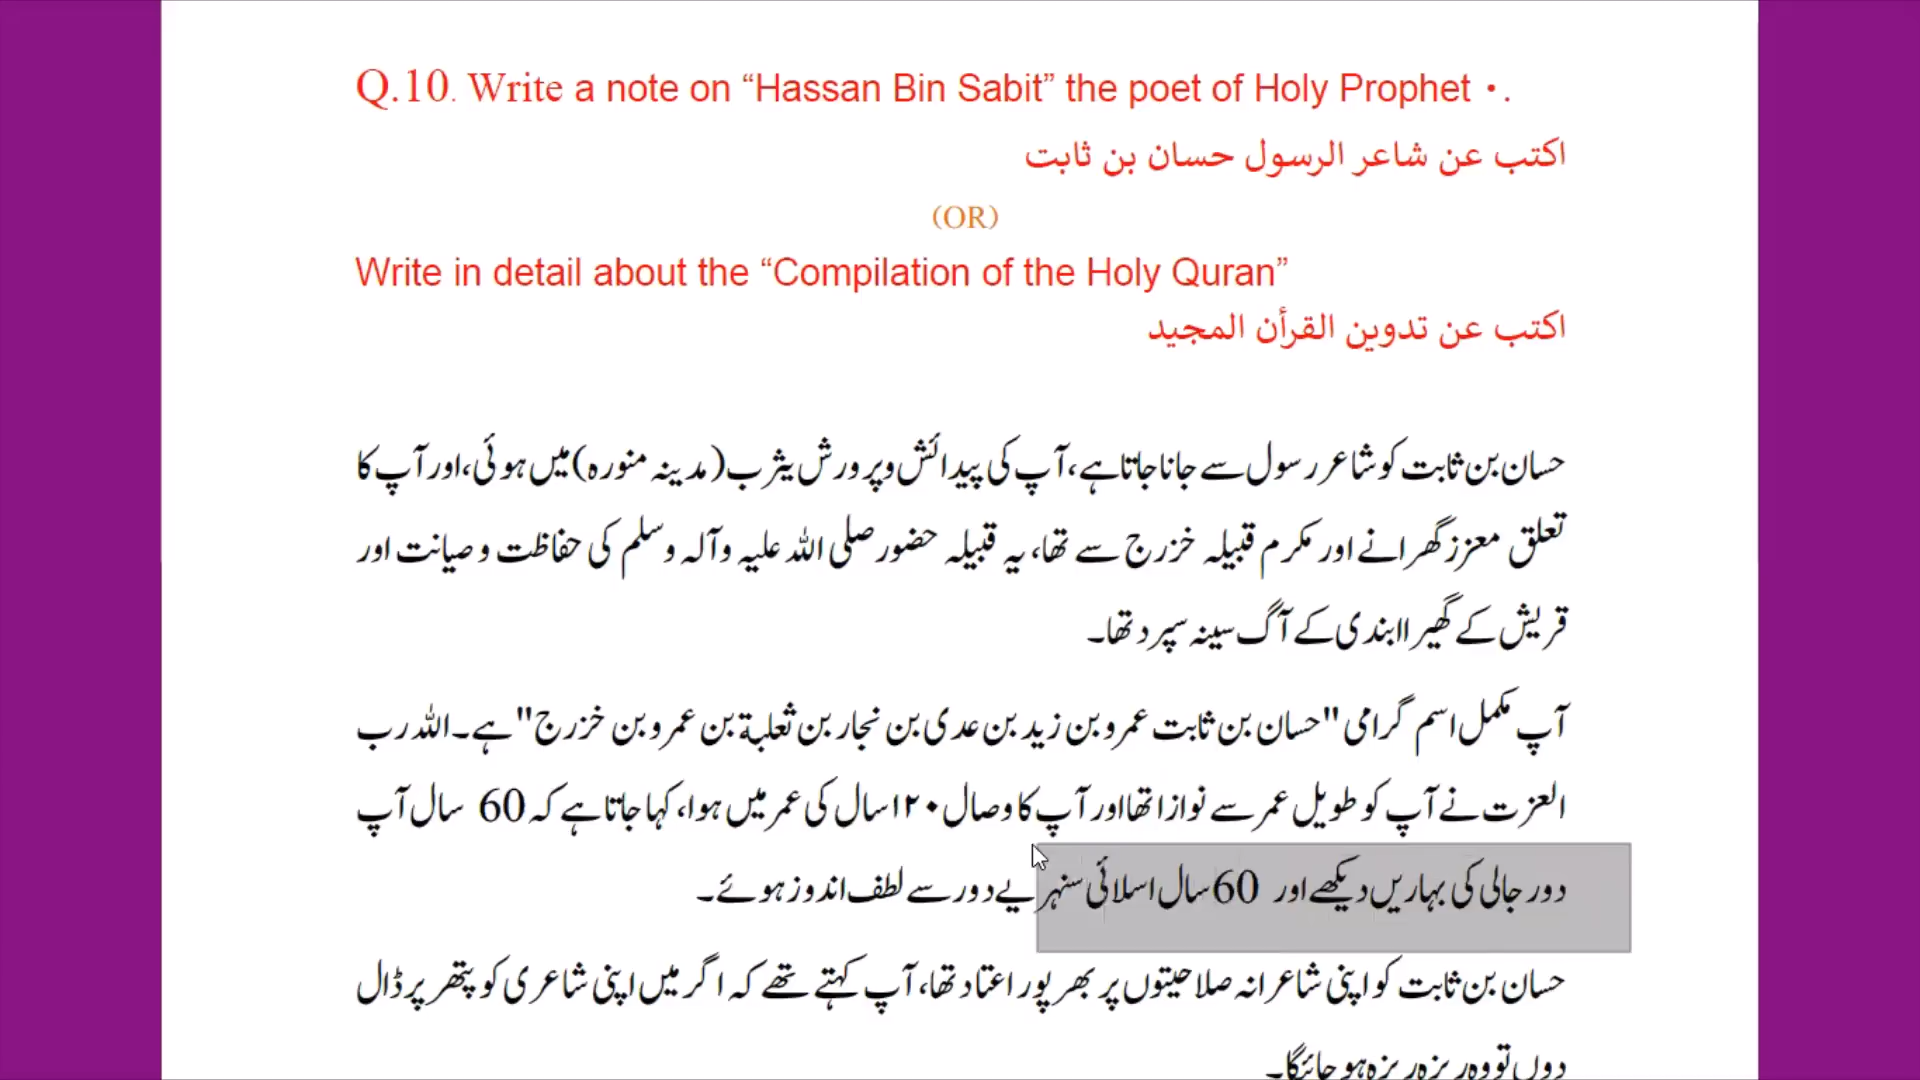 Q.10. Write a note on “Hassan Bin Sabit” the poet of Holy Prophet •.
اكتب عن شاعر الرسول حسان بن ثابت
(OR)
Write in detail about the “Compilation of the Holy Quran”
اكتب عن تدوين القرأن المجيد
حسان بن ثابت کو شاعر رسول سے جانا جاتا ہے، آپ کی پیدائش و پرورش یثرب (مدینہ منورہ) میں ہوئی، اور آپ کا
تعلق معزز گھرانے اور مکرم قبیلہ خزرج سے تھا، یہ قبیلہ حضور صلی اللہ علیہ وآلہ وسلم کی حفاظت و صیانت اور
قریش کے گھیراابندی کے آگ سینہ سپرد تھا۔
آپ مکمل اسم گرامی "حسان بن ثابت عمرو بن زید بن عدی بن نجار بن ثعلبۃ بن عمرو بن خزرج" ہے۔ اللہ رب
العزت نے آپ کو طویل عمر سے نوازا تھا اور آپ کا وصال ۱۲۰ سال کی عمر میں ہوا، کہا جاتا ہے کہ 60 سال آپ
دور جالی کی بہاریں دیکھے اور 60 سال اسلائی سنہریے دور سے لطف اندوز ہوئے۔
حسان بن ثابت کو اپنی شاعرانہ صلاحیتوں پر بھرپور اعتماد تھا، آپ کہتے تھے کہ اگر میں اپنی شاعری کو پتھر پر ڈال
دوں تو وہ ریزہ ریزہ ہو جائیگا۔